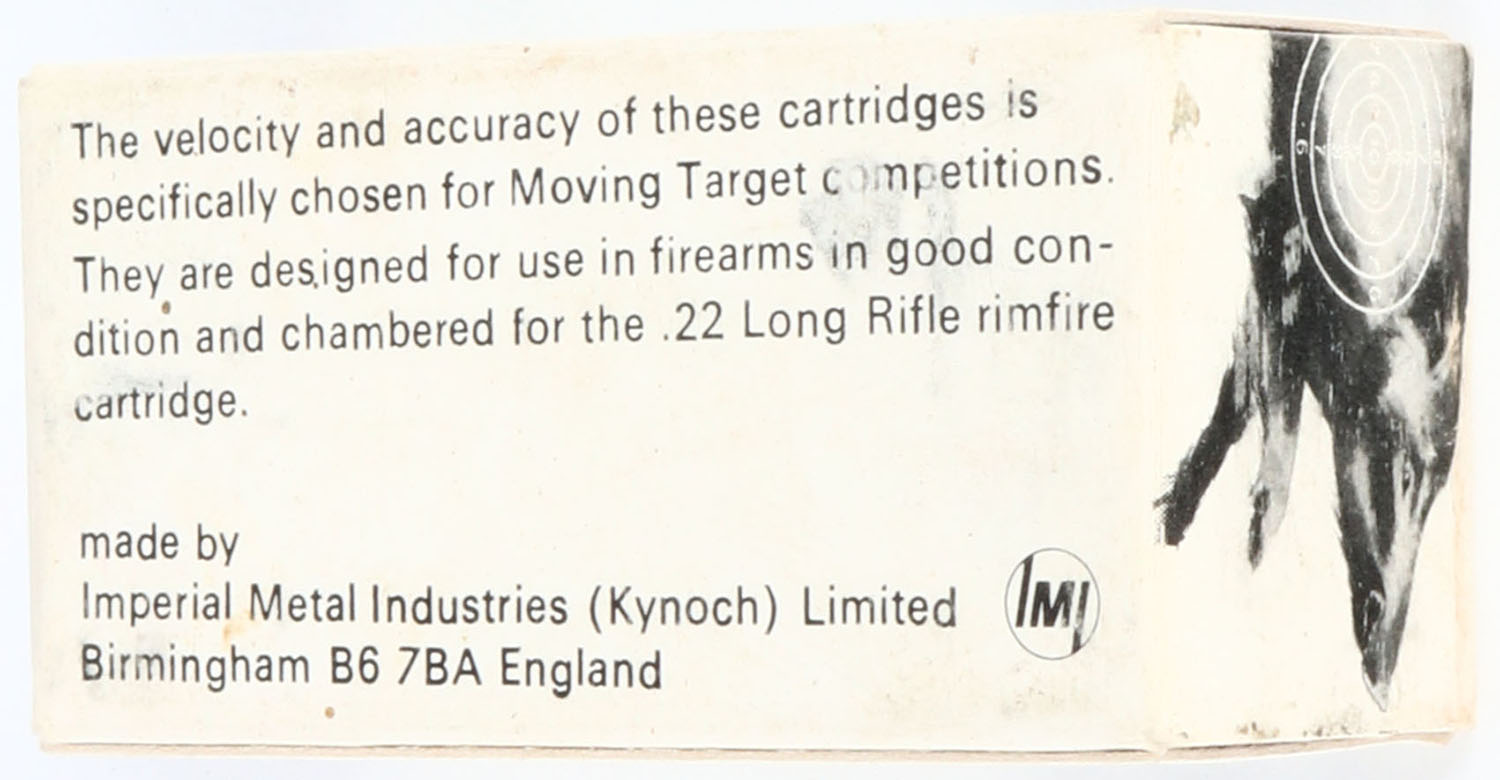 The velocity and accuracy of these cartridges is
specifically chosen for Moving Target competitions.
They are designed for use in firearms in good con-
dition and chambered for the .22 Long Rifle rimfire
cartridge.
made by
Imperial Metal Industries (Kynoch) Limited
Birmingham B6 7BA England
IMI